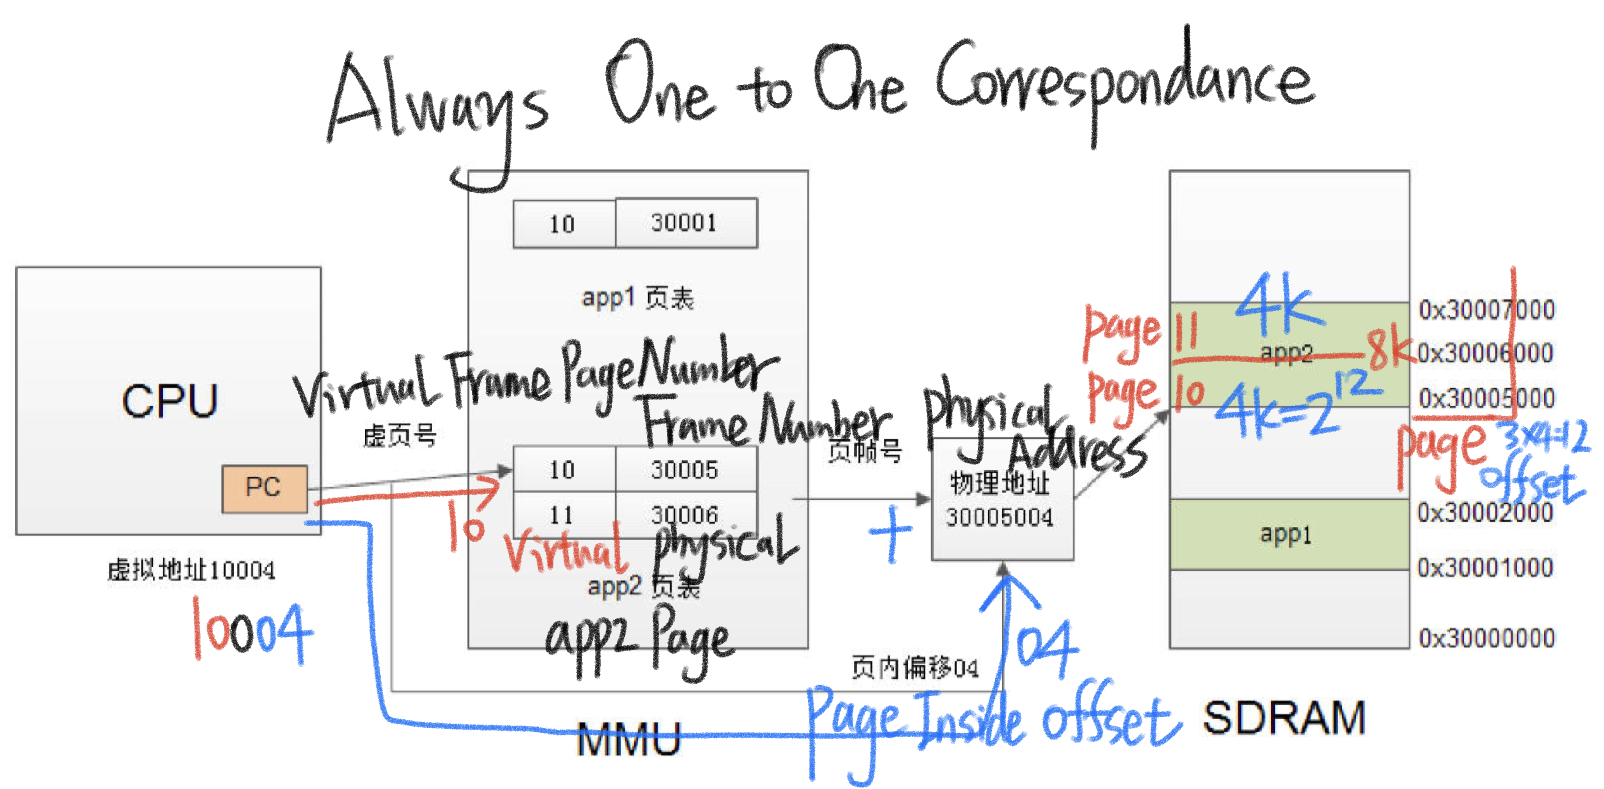 Always One to One Correspondance
10 30001
app1 页表
CPU
PC
虚拟地址10004
10004
Virtual Frame Page Number
虚页号
Frame Number
页帧号
10
10 30005
11 30006
Virtual physical
app2 页表
app2 Page
MMU
+
physical Address
物理地址
30005004
04
页内偏移04
Page Inside offset
page 11
page 10
4k
app2
8k
4k=2^12
app1
0x30007000
0x30006000
0x30005000
page
3x4=12
offset
0x30002000
0x30001000
0x30000000
SDRAM